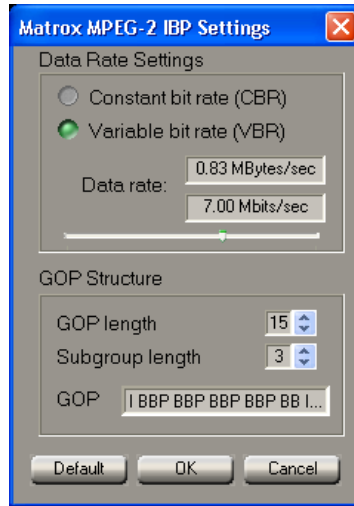 Matrox MPEG-2 IBP Settings
Data Rate Settings
Constant bit rate (CBR)
Variable bit rate (VBR)
Data rate:
0.83 MBytes/sec
7.00 Mbits/sec
GOP Structure
GOP length 15
Subgroup length 3
GOP I BBP BBP BBP BBP BB I...
Default OK Cancel